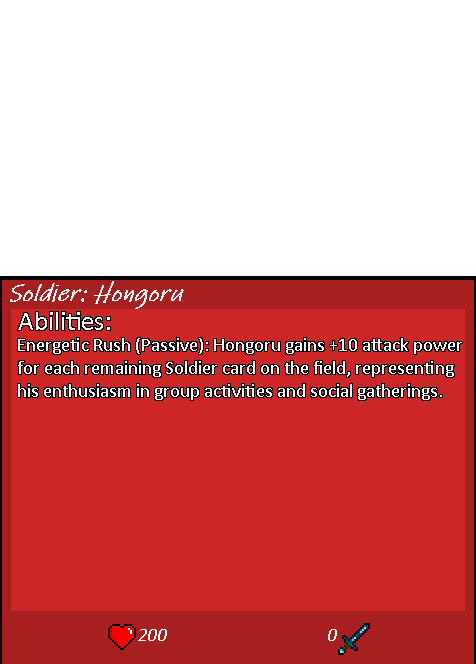 Soldier: Hongoru
Abilities:
Energetic Rush (Passive): Hongoru gains +10 attack power
for each remaining Soldier card on the field, representing
his enthusiasm in group activities and social gatherings.
200
0